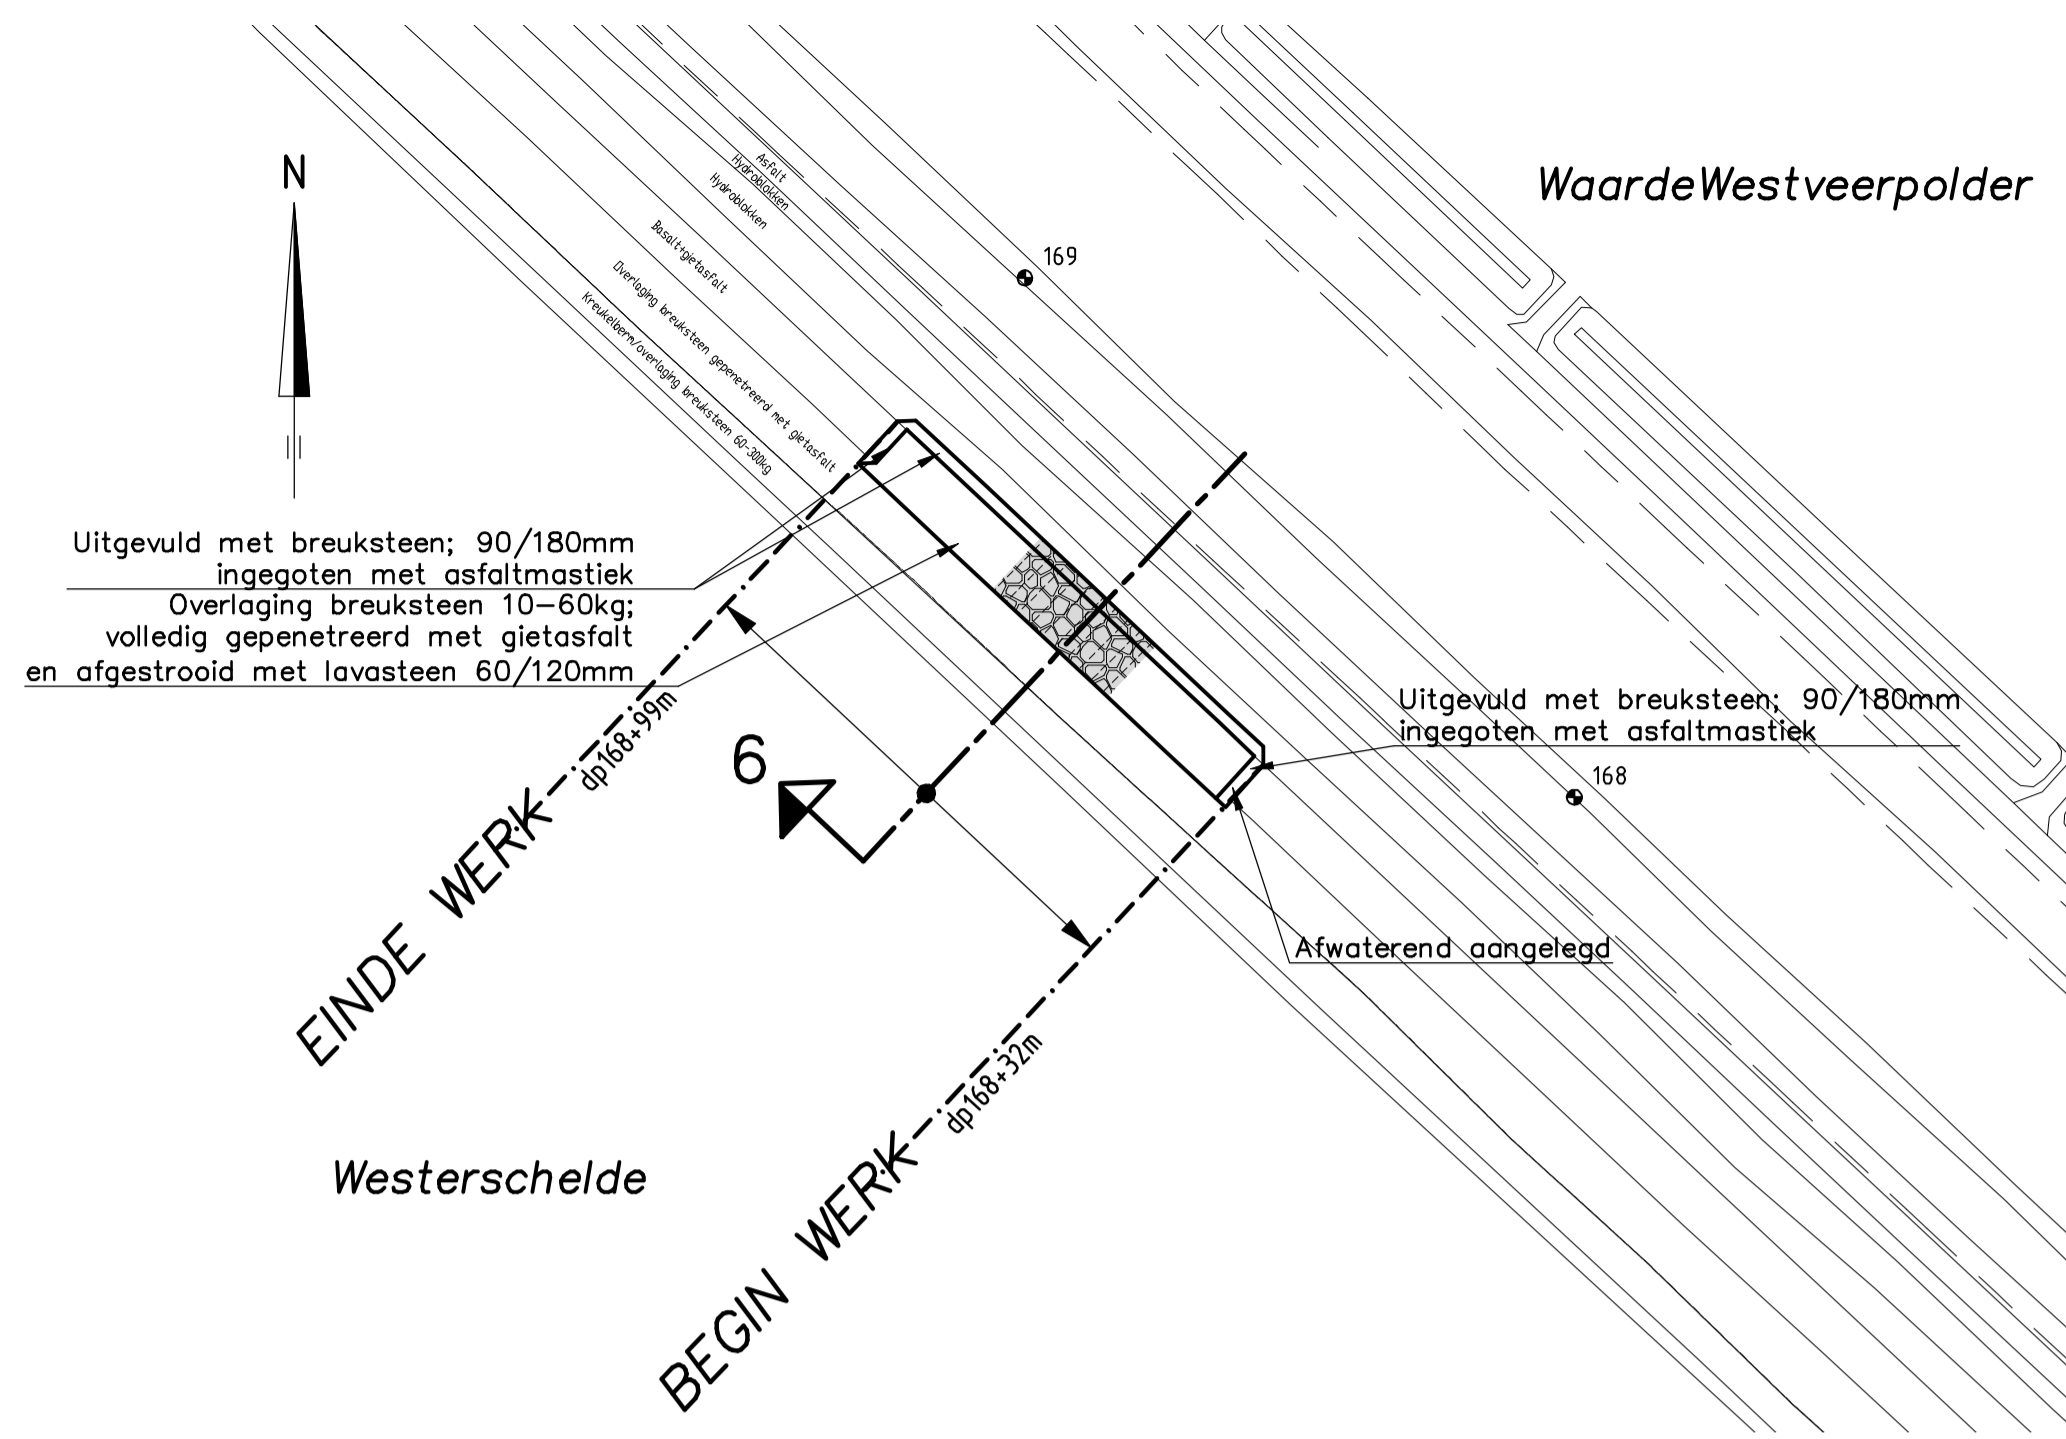 N
WaardeWestveerpolder
Asfalt
Hydroblokken
Hydroblokken
Basalt+gietasfalt
Overlaging breuksteen gepenetreerd met gietasfalt
Kreukelberm/overlaging breuksteen 60-300kg
169
Uitgevuld met breuksteen; 90/180mm
ingegoten met asfaltmastiek
Overlaging breuksteen 10-60kg;
volledig gepenetreerd met gietasfalt
en afgestrooid met lavasteen 60/120mm
Uitgevuld met breuksteen; 90/180mm
ingegoten met asfaltmastiek
168
6
dp168+99m
EINDE WERK
Afwaterend aangelegd
dp168+32m
BEGIN WERK
Westerschelde